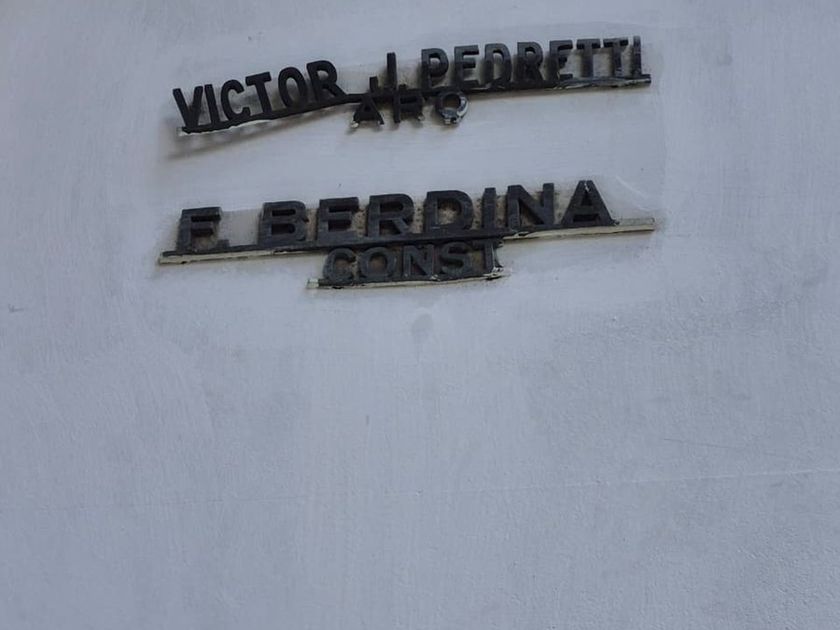 VICTOR J. PEDRETTI
ARQ
F. BERDINA
CONST